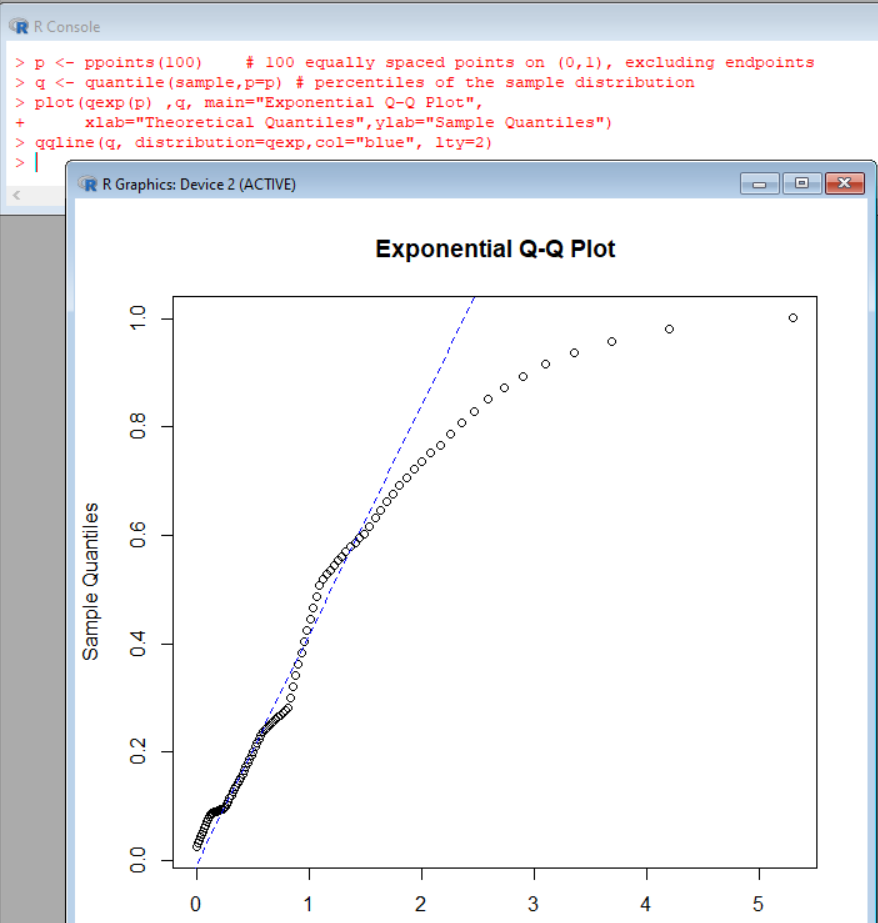 R Console
> p <- ppoints(100)    # 100 equally spaced points on (0,1), excluding endpoints
> q <- quantile(sample,p=p) # percentiles of the sample distribution
> plot(qexp(p) ,q, main="Exponential Q-Q Plot",
+      xlab="Theoretical Quantiles",ylab="Sample Quantiles")
> qqline(q, distribution=qexp,col="blue", lty=2)
>
R Graphics: Device 2 (ACTIVE)
Exponential Q-Q Plot
1.0
0.8
0.6
0.4
0.2
0.0
Sample Quantiles
0 1 2 3 4 5